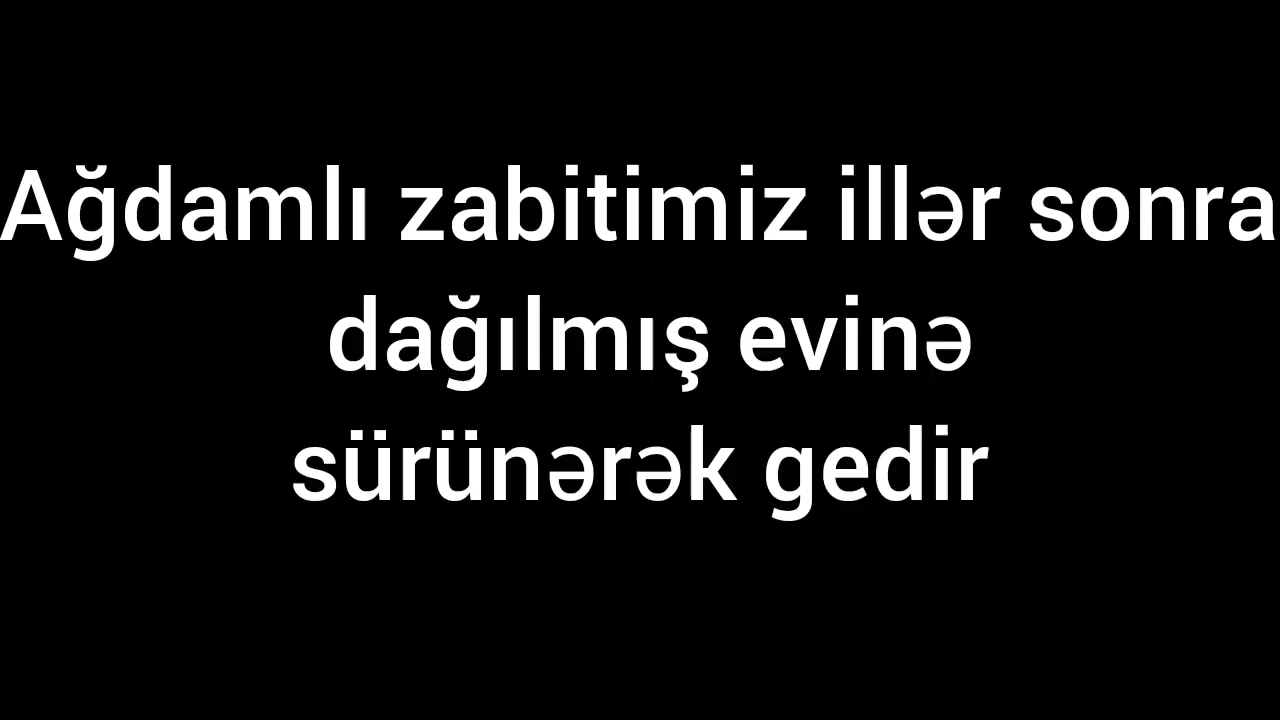 Ağdamlı zabitimiz illər sonra
dağılmış evinə
sürünərək gedir